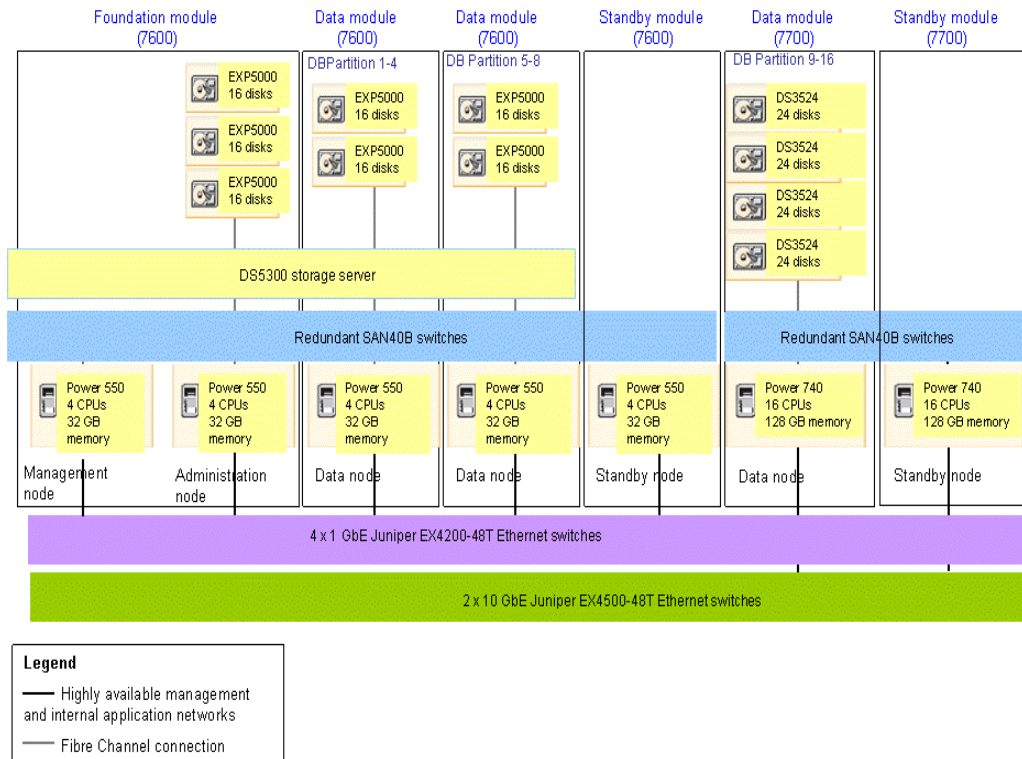 Foundation module
(7600)
Data module
(7600)
Data module
(7600)
Standby module
(7600)
Data module
(7700)
Standby module
(7700)
DBPartition 1-4
DB Partition 5-8
DB Partition 9-16
EXP5000
16 disks
EXP5000
16 disks
EXP5000
16 disks
EXP5000
16 disks
EXP5000
16 disks
EXP5000
16 disks
EXP5000
16 disks
DS3524
24 disks
DS3524
24 disks
DS3524
24 disks
DS3524
24 disks
DS5300 storage server
Redundant SAN40B switches
Redundant SAN40B switches
Power 550
4 CPUs
32 GB
memory
Power 550
4 CPUs
32 GB
memory
Power 550
4 CPUs
32 GB
memory
Power 550
4 CPUs
32 GB
memory
Power 550
4 CPUs
32 GB
memory
Power 740
16 CPUs
128 GB memory
Power 740
16 CPUs
128 GB memory
Management
node
Administration
node
Data node
Data node
Standby node
Data node
Standby node
4 x 1 GbE Juniper EX4200-48T Ethernet switches
2 x 10 GbE Juniper EX4500-48T Ethernet switches
Legend
Highly available management
and internal application networks
Fibre Channel connection